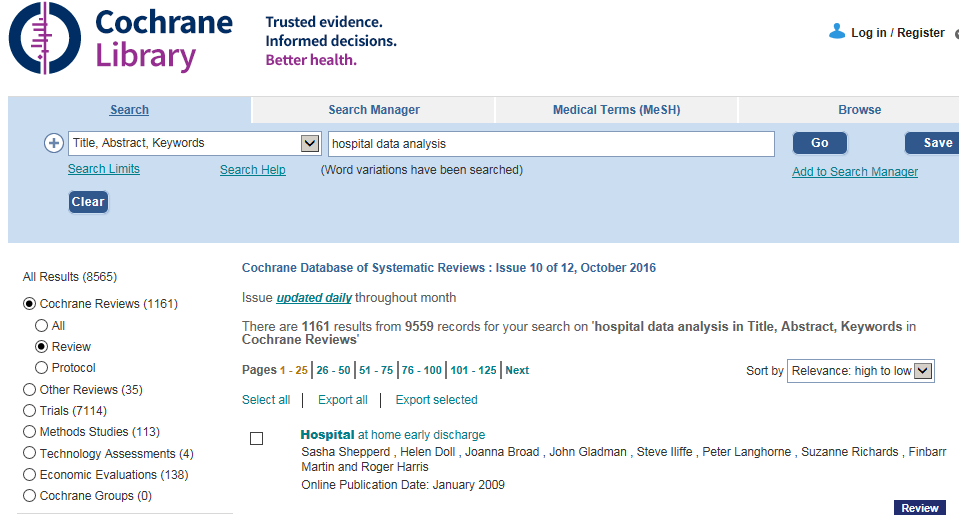 Cochrane
Library
Trusted evidence.
Informed decisions.
Better health.
Log in / Register
Search
Search Manager
Medical Terms (MeSH)
Browse
Title, Abstract, Keywords
hospital data analysis
Go
Save
Search Limits
Search Help
(Word variations have been searched)
Add to Search Manager
Clear
All Results (8565)
Cochrane Reviews (1161)
All
Review
Protocol
Other Reviews (35)
Trials (7114)
Methods Studies (113)
Technology Assessments (4)
Economic Evaluations (138)
Cochrane Groups (0)
Cochrane Database of Systematic Reviews : Issue 10 of 12, October 2016
Issue updated daily throughout month
There are 1161 results from 9559 records for your search on 'hospital data analysis in Title, Abstract, Keywords in
Cochrane Reviews'
Pages 1 - 25 | 26 - 50 | 51 - 75 | 76 - 100 | 101 - 125 | Next
Sort by Relevance: high to low
Select all | Export all | Export selected
Hospital at home early discharge
Sasha Shepperd , Helen Doll , Joanna Broad , John Gladman , Steve Iliffe , Peter Langhorne , Suzanne Richards , Finbarr
Martin and Roger Harris
Online Publication Date: January 2009
Review